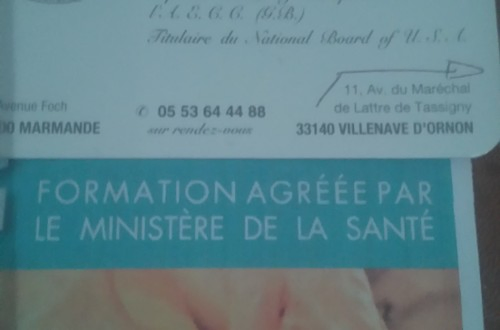 l'A. E. C. C. (G.B.)
Titulaire du National Board of U. S. A.
11, Av. du Maréchal
Avenue Foch
✆ 05 53 64 44 88
de Lattre de Tassigny
00 MARMANDE
sur rendez-vous
33140 VILLENAVE D'ORNON
FORMATION AGRÉÉE PAR
LE MINISTÈRE DE LA SANTÉ